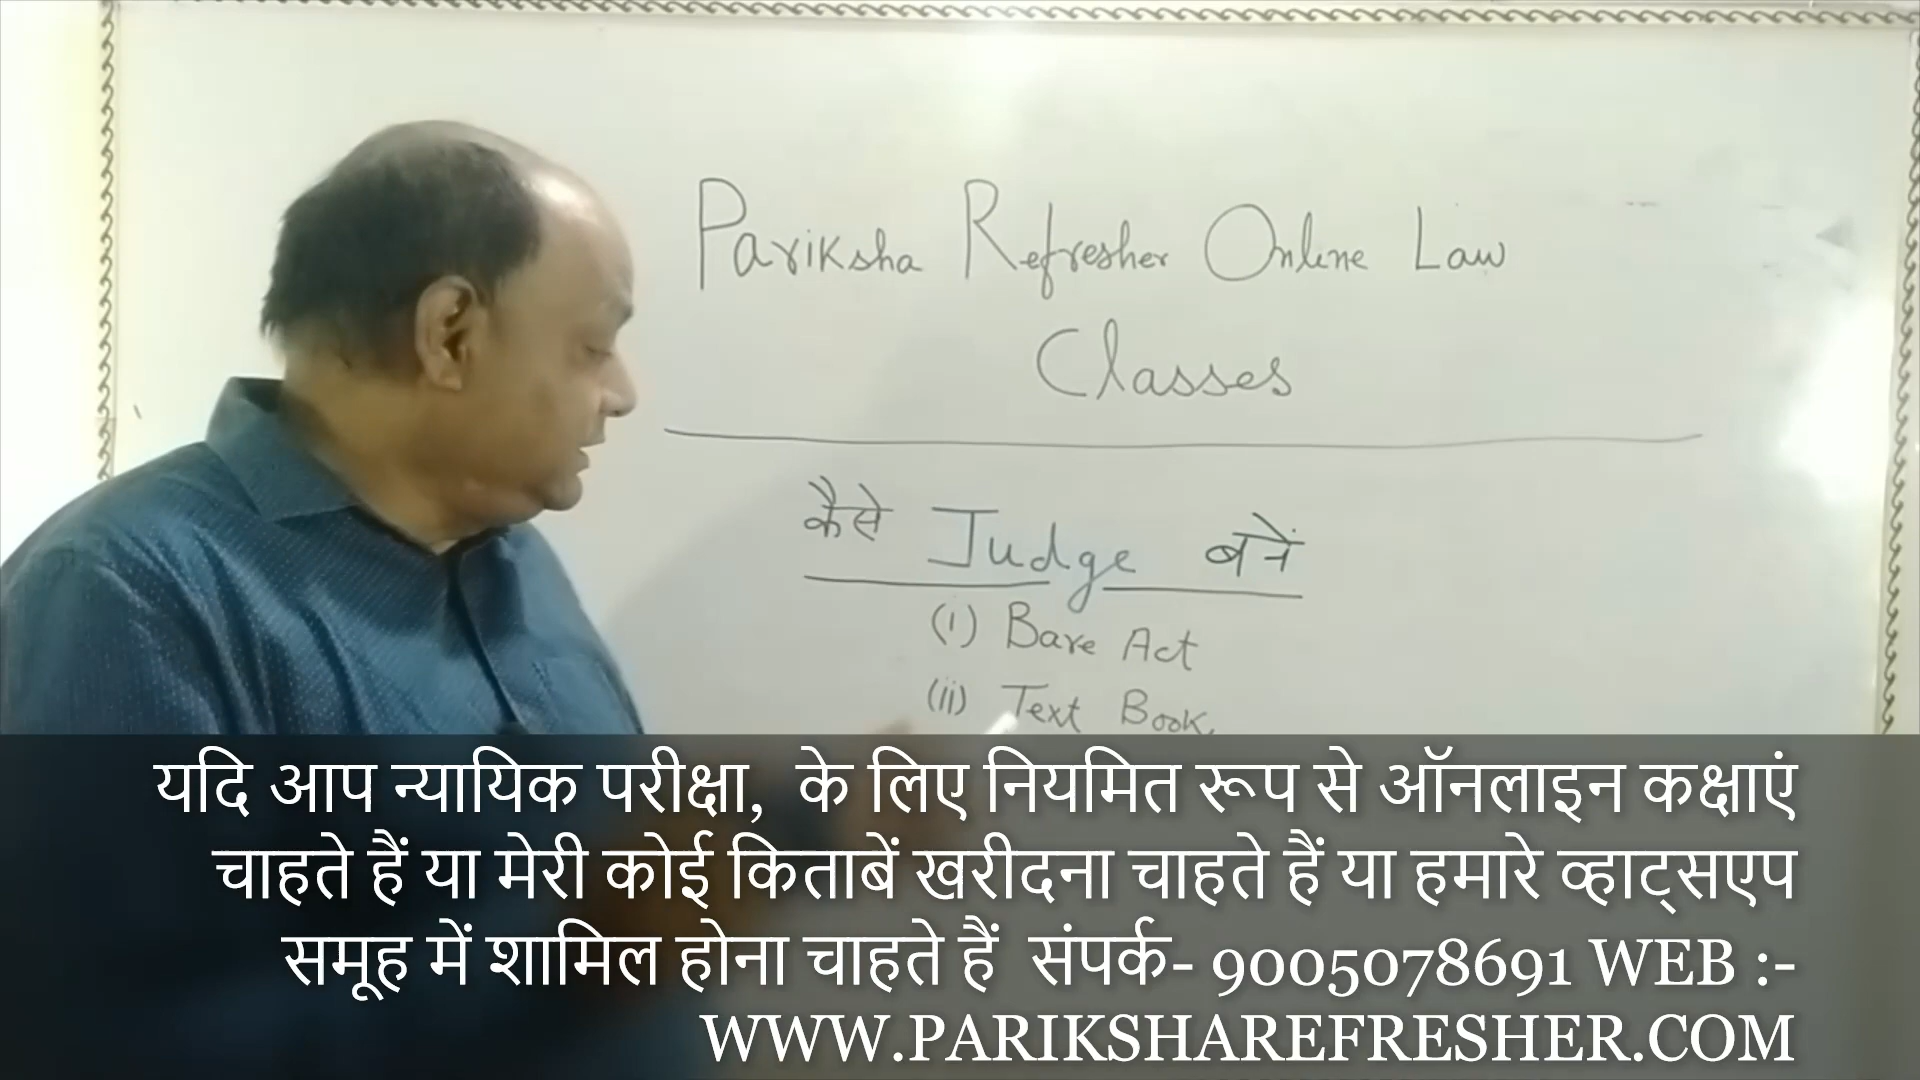 Pariksha Refresher Online Law
Classes
कैसे Judge बनें
(i) Bare Act
(ii) Text Book
यदि आप न्यायिक परीक्षा, के लिए नियमित रूप से ऑनलाइन कक्षाएं
चाहते हैं या मेरी कोई किताबें खरीदना चाहते हैं या हमारे व्हाट्सएप
समूह में शामिल होना चाहते हैं संपर्क- 9005078691 WEB :-
WWW.PARIKSHAREFRESHER.COM